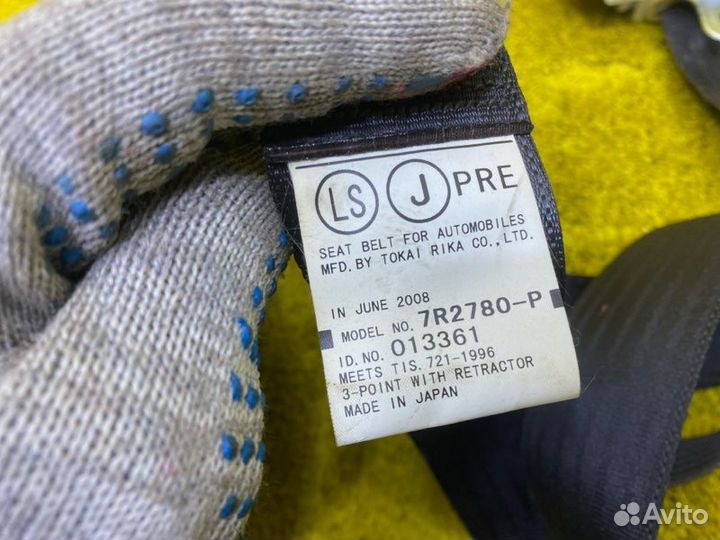 LS J PRE
SEAT BELT FOR AUTOMOBILES
MFD. BY TOKAI RIKA CO., LTD.
IN JUNE 2008
MODEL NO. 7R2780-P
ID. NO. 013361
MEETS TIS. 721-1996
3-POINT WITH RETRACTOR
MADE IN JAPAN
Avito